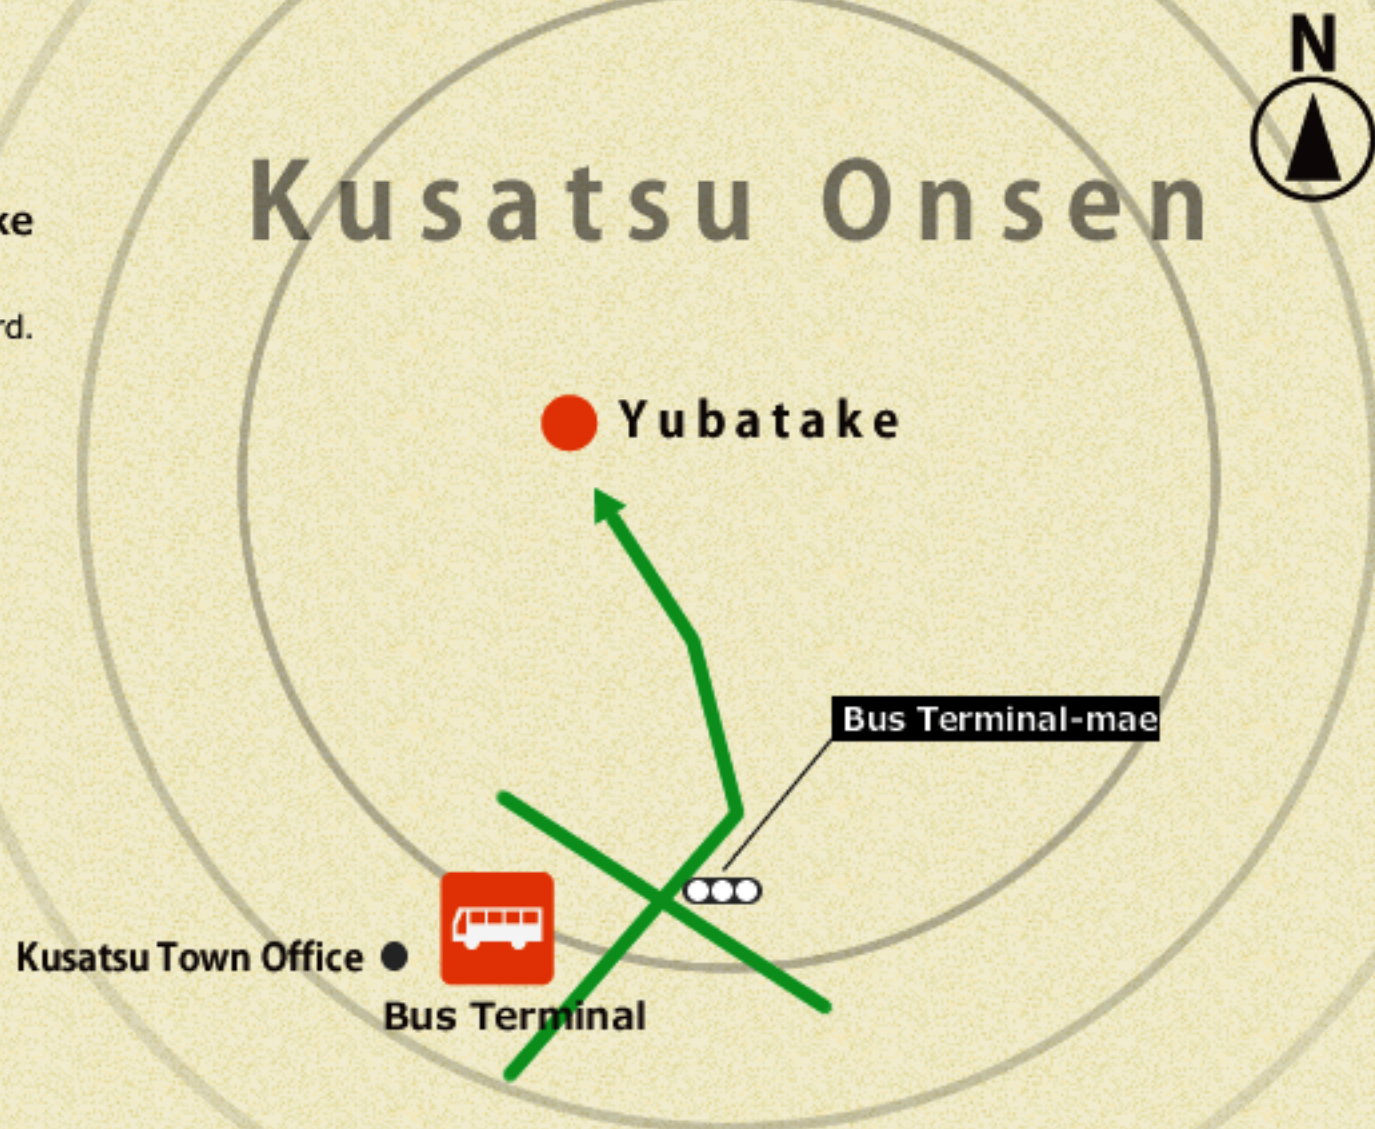 N
Kusatsu Onsen
Yubatake
Bus Terminal-mae
Kusatsu Town Office
Bus Terminal